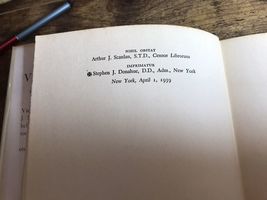 NIHIL OBSTAT
Arthur J. Scanlan, S.T.D., Censor Librorum
IMPRIMATUR
✠ Stephen J. Donahue, D.D., Adm., New York
New York, April 1, 1939